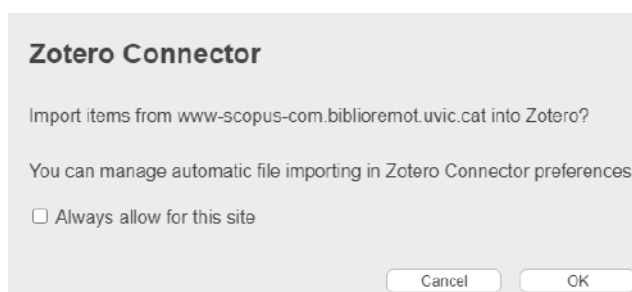 Zotero Connector
Import items from www-scopus-com.biblioremot.uvic.cat into Zotero?
You can manage automatic file importing in Zotero Connector preferences
Always allow for this site
Cancel OK